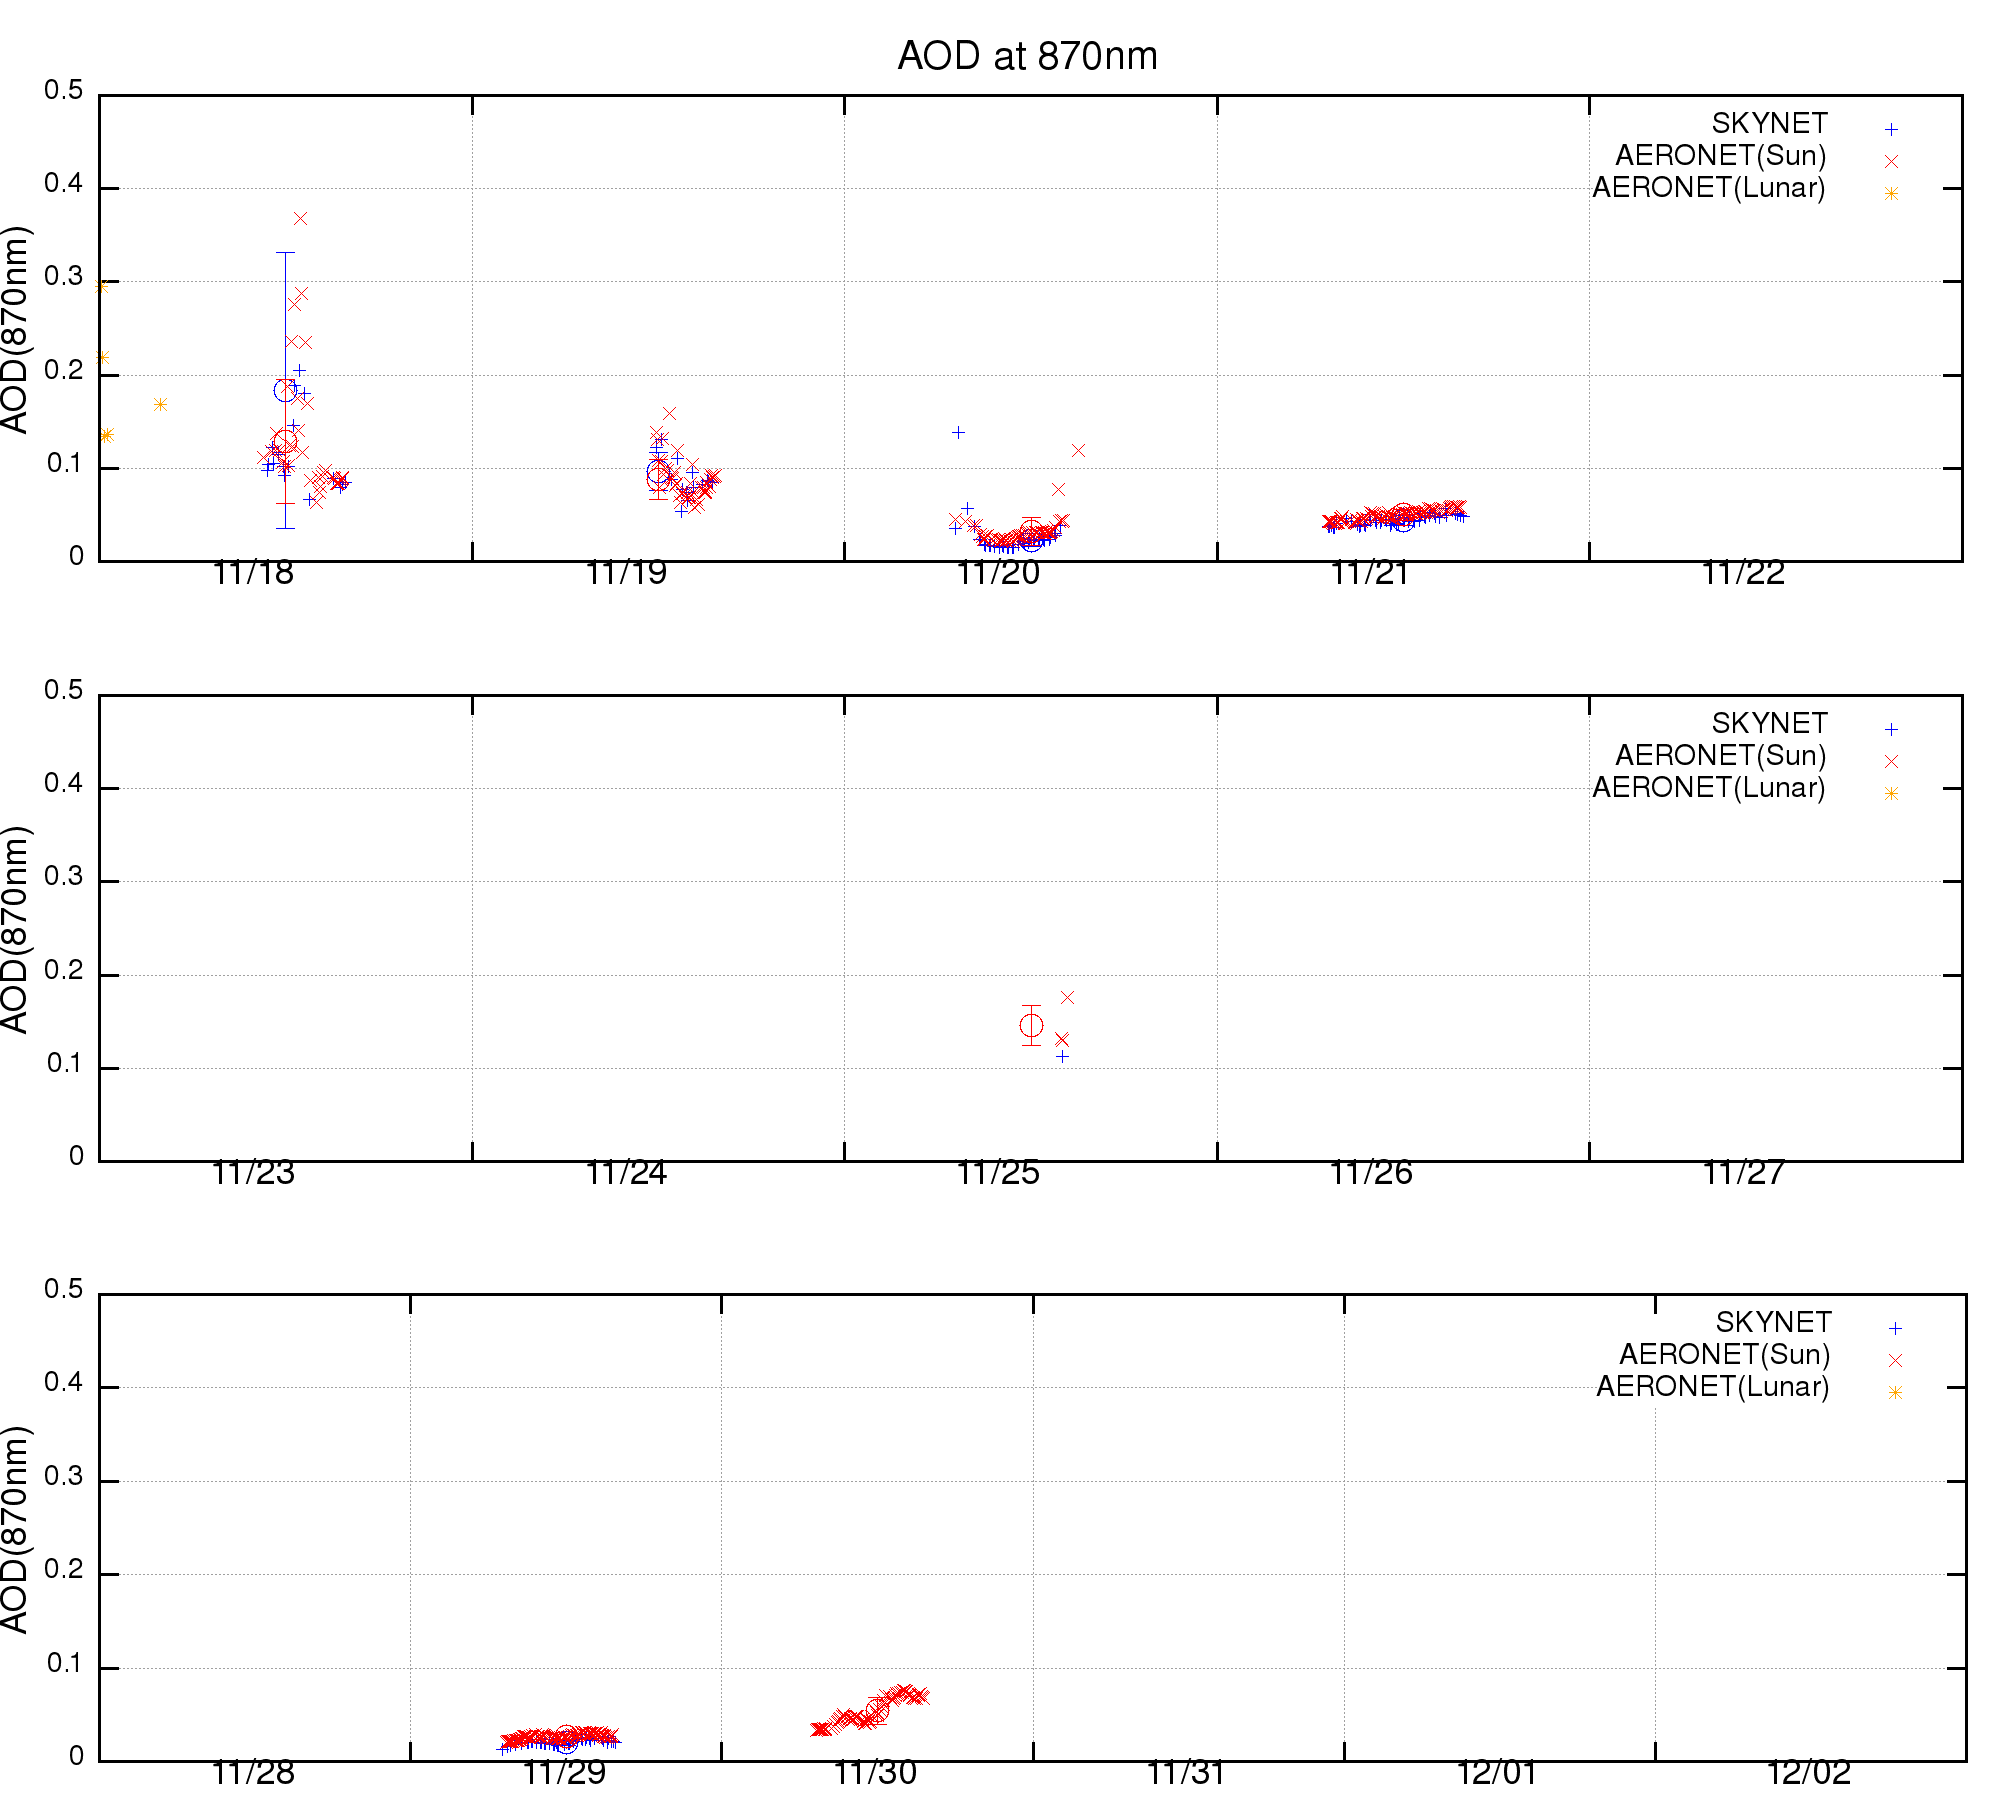 AOD at 870nm
AOD(870nm)
0.5
0.4
0.3
0.2
0.1
0
SKYNET
AERONET(Sun)
AERONET(Lunar)
11/18 11/19 11/20 11/21 11/22
AOD(870nm)
0.5
0.4
0.3
0.2
0.1
0
SKYNET
AERONET(Sun)
AERONET(Lunar)
11/23 11/24 11/25 11/26 11/27
AOD(870nm)
0.5
0.4
0.3
0.2
0.1
0
SKYNET
AERONET(Sun)
AERONET(Lunar)
11/28 11/29 11/30 11/31 12/01 12/02